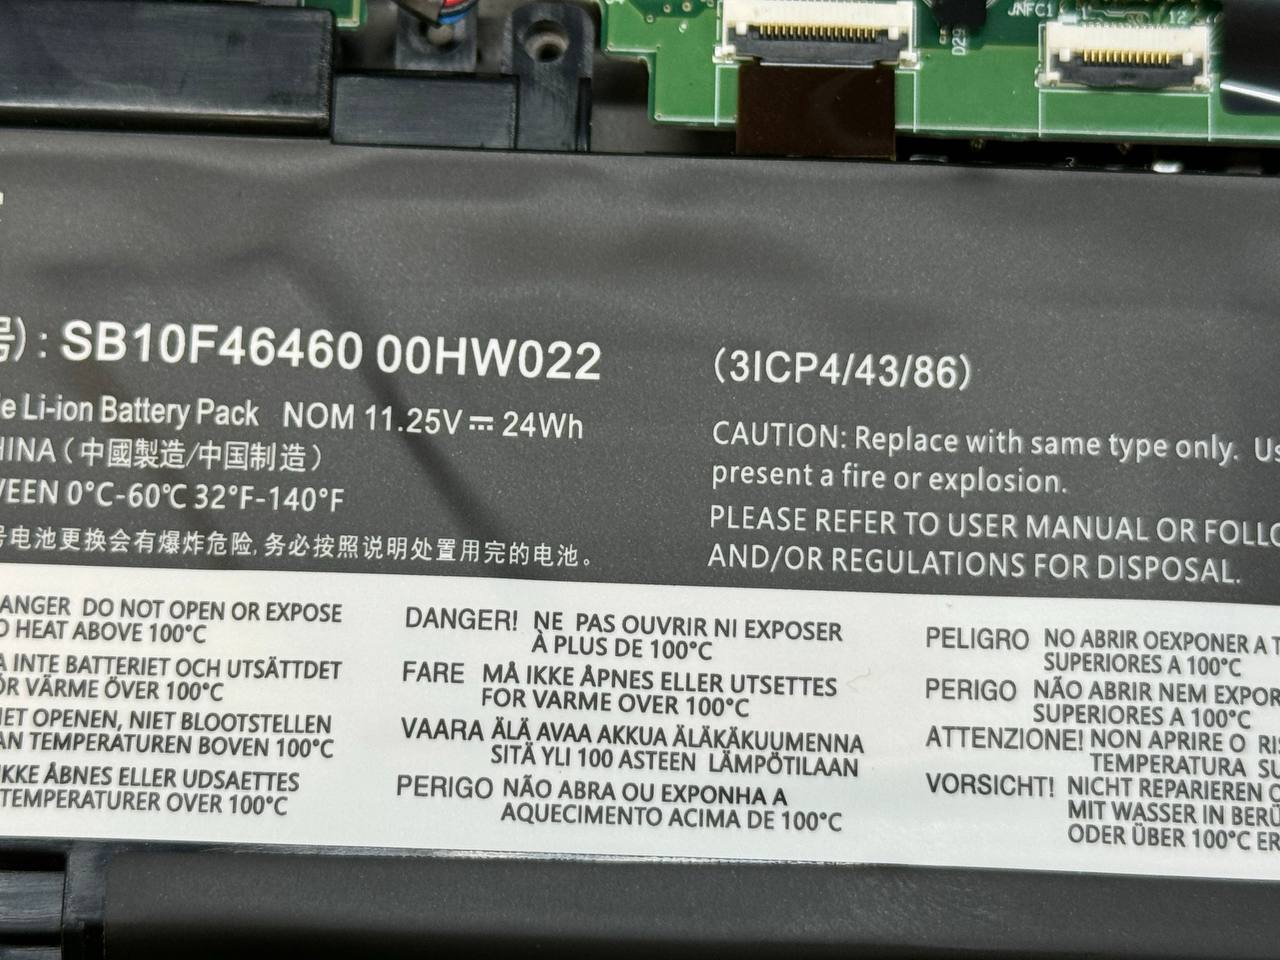 JNFC1
1
12
D29
号): SB10F46460 00HW022
(3ICP4/43/86)
Li-ion Battery Pack NOM 11.25V⎓24Wh
(中國製造/中国制造)
0°C-60°C 32°F-140°F
电池更换会有爆炸危险,务必按照说明处置用完的电池。
CAUTION: Replace with same type only.
present a fire or explosion.
PLEASE REFER TO USER MANUAL OR
AND/OR REGULATIONS FOR DISPOSAL.
ANGER DO NOT OPEN OR EXPOSE
HEAT ABOVE 100°C
INTE BATTERIET OCH UTSÄTTDET
VÄRME ÖVER 100°C
OPENEN, NIET BLOOTSTELLEN
TEMPERATUREN BOVEN 100°C
IKKE ÅBNES ELLER UDSAETTES
TEMPERATURER OVER 100°C
DANGER! NE PAS OUVRIR NI EXPOSER
À PLUS DE 100°C
FARE MÅ IKKE ÅPNES ELLER UTSETTES
FOR VARME OVER 100°C
VAARA ÄLÄ AVAA AKKUA ÄLÄKÄKUUMENNA
SITÄ YLI 100 ASTEEN LÄMPÖTILAAN
PERIGO NÃO ABRA OU EXPONHA A
AQUECIMENTO ACIMA DE 100°C
PELIGRO NO ABRIR OEXPONER A
SUPERIORES A 100°C
PERIGO NÃO ABRIR NEM
SUPERIORES A 100°C
ATTENZIONE! NON APRIRE O
TEMPERATURA
VORSICHT! NICHT REPARIEREN
MIT WASSER IN
ODER ÜBER 100°C